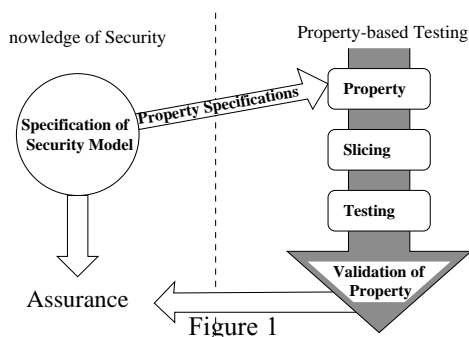 nowledge of Security
Property-based Testing
Specification of
Security Model
Property Specifications
Property
Slicing
Testing
Validation of
Property
Assurance
Figure 1